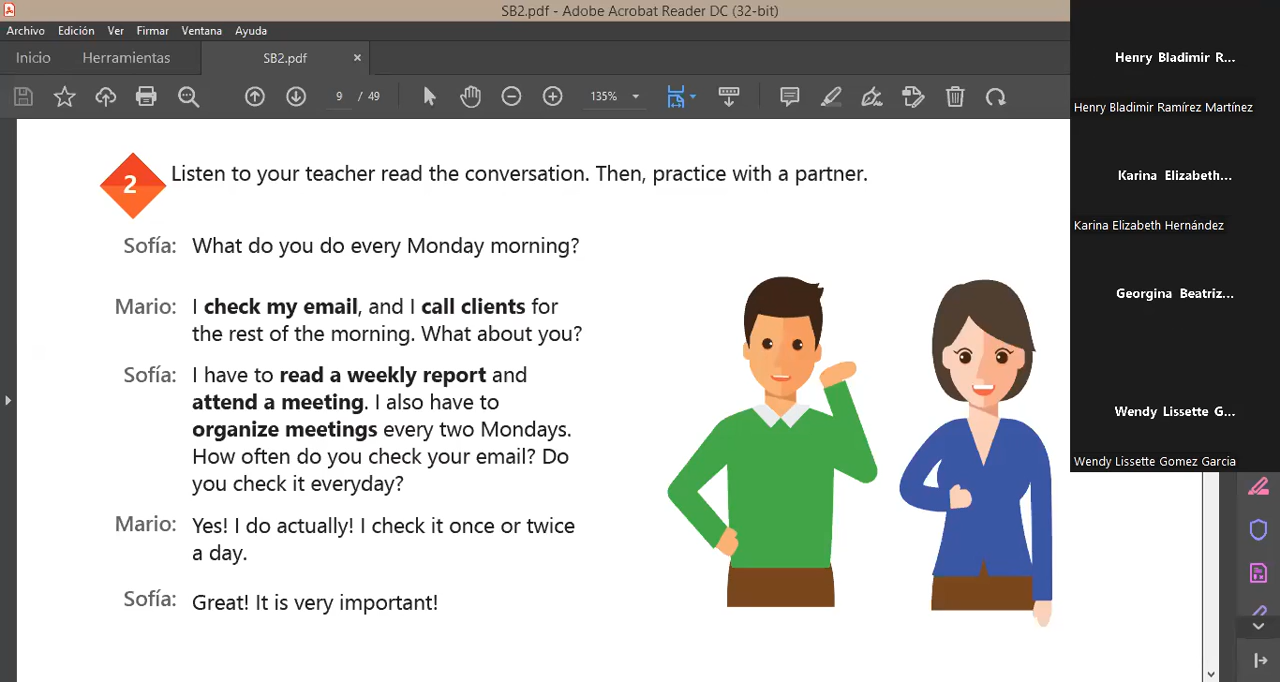 SB2.pdf - Adobe Acrobat Reader DC (32-bit)
Archivo Edición Ver Firmar Ventana Ayuda
Inicio Herramientas SB2.pdf ×
9 / 49 135%
2 Listen to your teacher read the conversation. Then, practice with a partner.
Sofía: What do you do every Monday morning?
Mario: I check my email, and I call clients for
the rest of the morning. What about you?
Sofía: I have to read a weekly report and
attend a meeting. I also have to
organize meetings every two Mondays.
How often do you check your email? Do
you check it everyday?
Mario: Yes! I do actually! I check it once or twice
a day.
Sofía: Great! It is very important!
Henry Bladimir R...
Henry Bladimir Ramírez Martínez
Karina Elizabeth...
Karina Elizabeth Hernández
Georgina Beatriz...
Wendy Lissette G...
Wendy Lissette Gomez Garcia